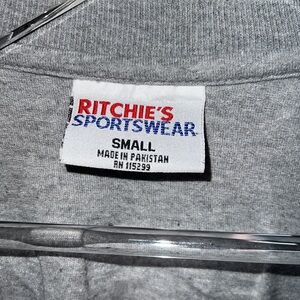 RITCHIE'S
SPORTSWEAR
SMALL
MADE IN PAKISTAN
RN 115299